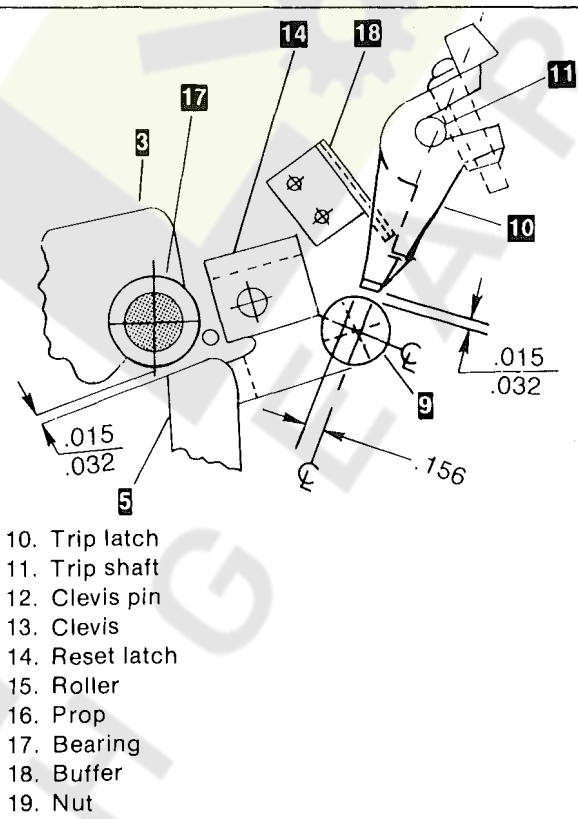 14
18
17
11
3
10
.015
.032
9
.015
.032
.156
5
10. Trip latch
11. Trip shaft
12. Clevis pin
13. Clevis
14. Reset latch
15. Roller
16. Prop
17. Bearing
18. Buffer
19. Nut